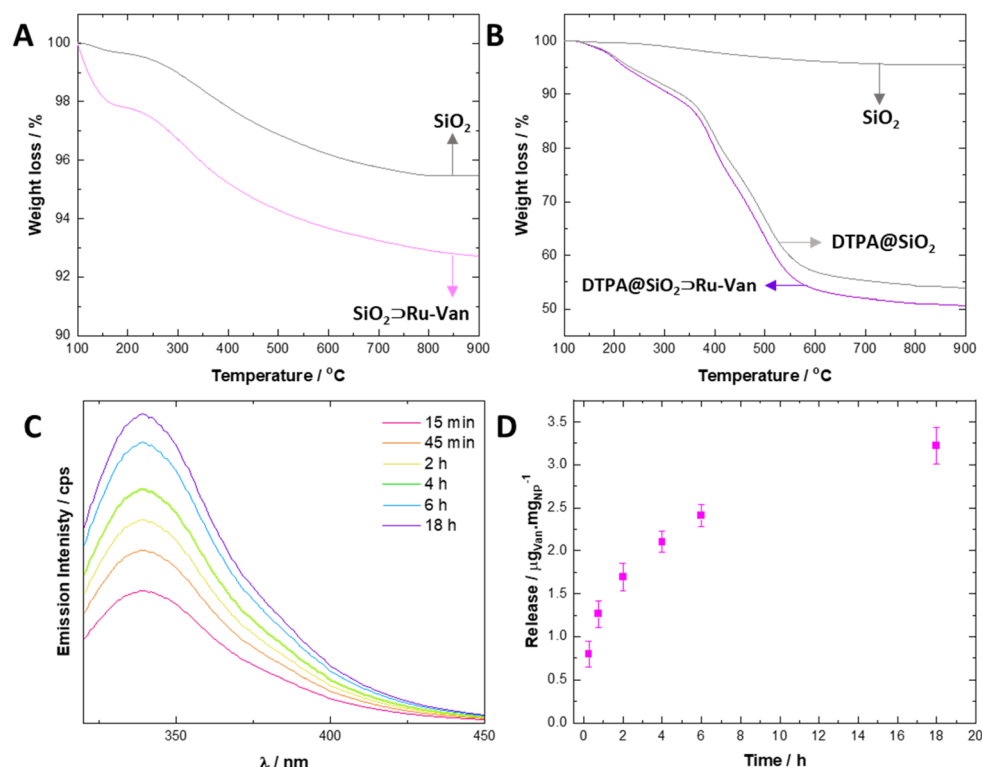 A
100
98
96
94
92
90
Weight loss / %
SiO₂
SiO₂⊃Ru-Van
100 200 300 400 500 600 700 800 900
Temperature / °C
B
100
90
80
70
60
50
Weight loss / %
SiO₂
DTPA@SiO₂
DTPA@SiO₂⊃Ru-Van
100 200 300 400 500 600 700 800 900
Temperature / °C
C
Emission Intenisty / cps
15 min
45 min
2 h
4 h
6 h
18 h
350 400 450
λ / nm
D
3.5
3.0
2.5
2.0
1.5
1.0
0.5
0.0
Release / μgVan.mgNP⁻¹
0 2 4 6 8 10 12 14 16 18 20
Time / h